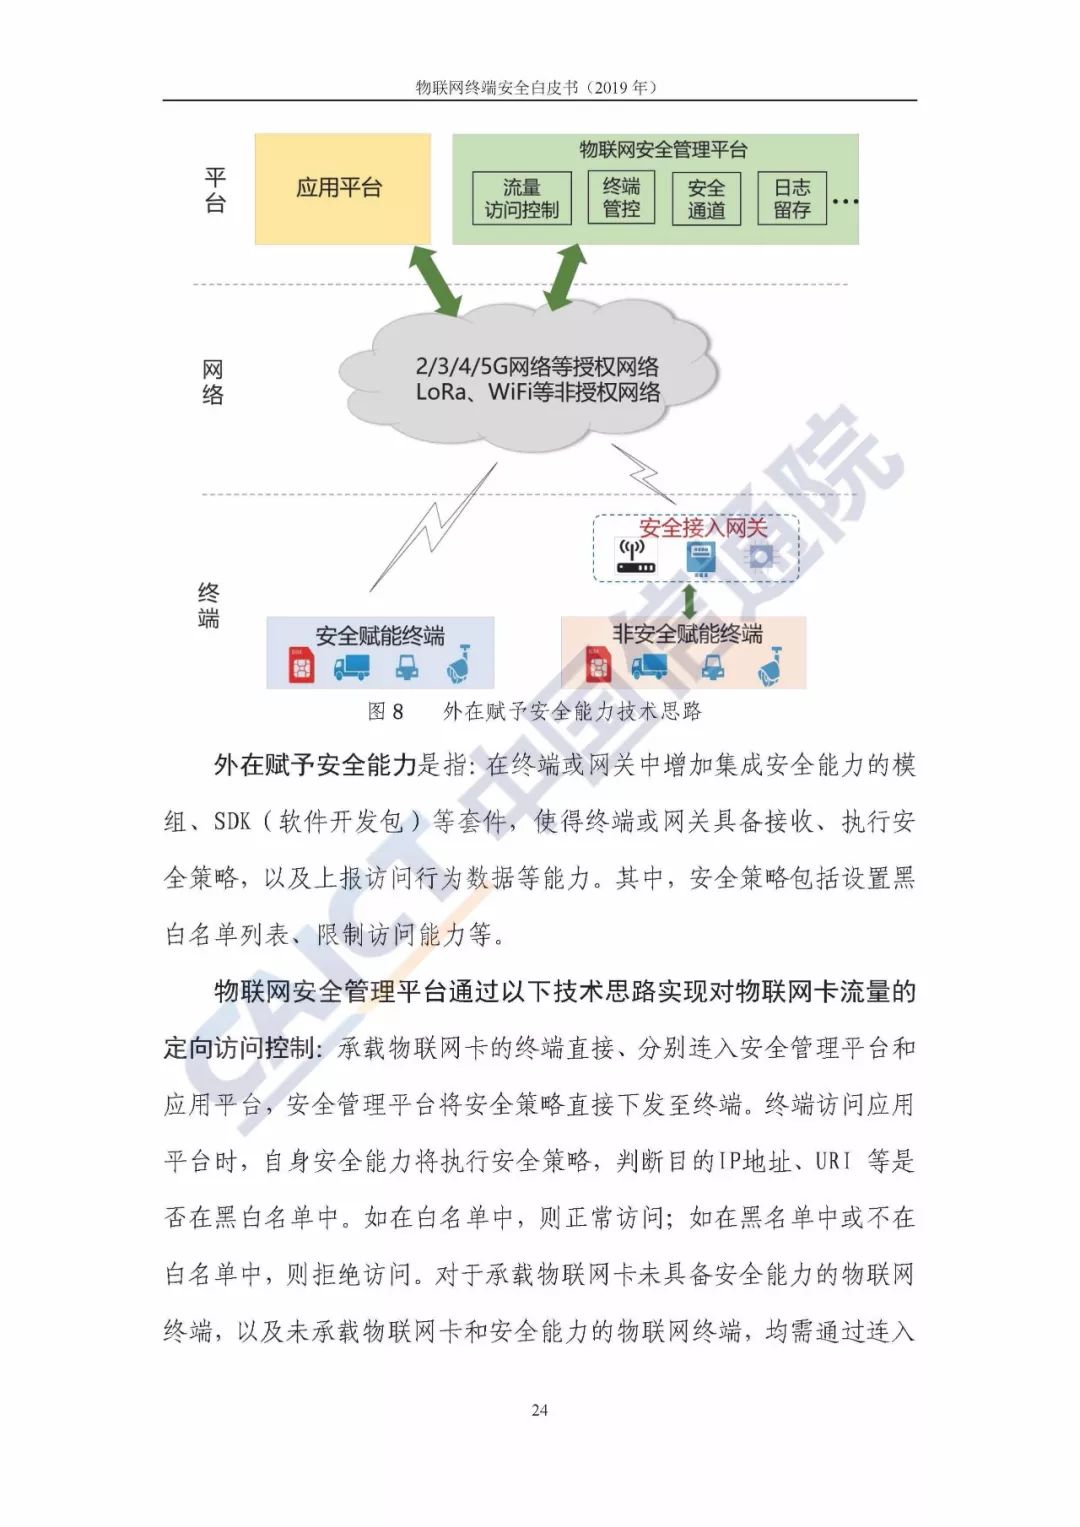 物联网终端安全白皮书（2019 年）
平台
应用平台
物联网安全管理平台
流量
访问控制
终端
管控
安全
通道
日志
留存
...
网络
2/3/4/5G网络等授权网络
LoRa、WiFi等非授权网络
安全接入网关
终端
安全赋能终端
非安全赋能终端
图 8 外在赋予安全能力技术思路
外在赋予安全能力是指：在终端或网关中增加集成安全能力的模
组、SDK（软件开发包）等套件，使得终端或网关具备接收、执行安
全策略，以及上报访问行为数据等能力。其中，安全策略包括设置黑
白名单列表、限制访问能力等。
物联网安全管理平台通过以下技术思路实现对物联网卡流量的
定向访问控制：承载物联网卡的终端直接、分别连入安全管理平台和
应用平台，安全管理平台将安全策略直接下发至终端。终端访问应用
平台时，自身安全能力将执行安全策略，判断目的IP地址、URI 等是
否在黑白名单中。如在白名单中，则正常访问；如在黑名单中或不在
白名单中，则拒绝访问。对于承载物联网卡未具备安全能力的物联网
终端，以及未承载物联网卡和安全能力的物联网终端，均需通过连入
24
CAICT 中国信通院